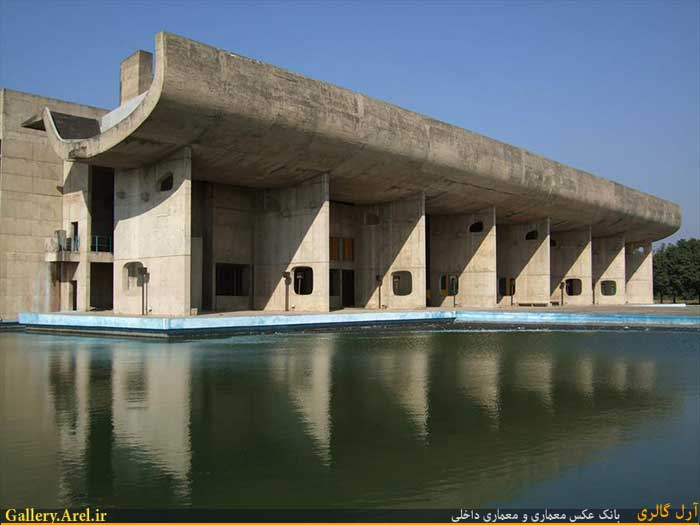 Gallery.Arel.ir
آرل گالری بانک عکس معماری و معماری داخلی